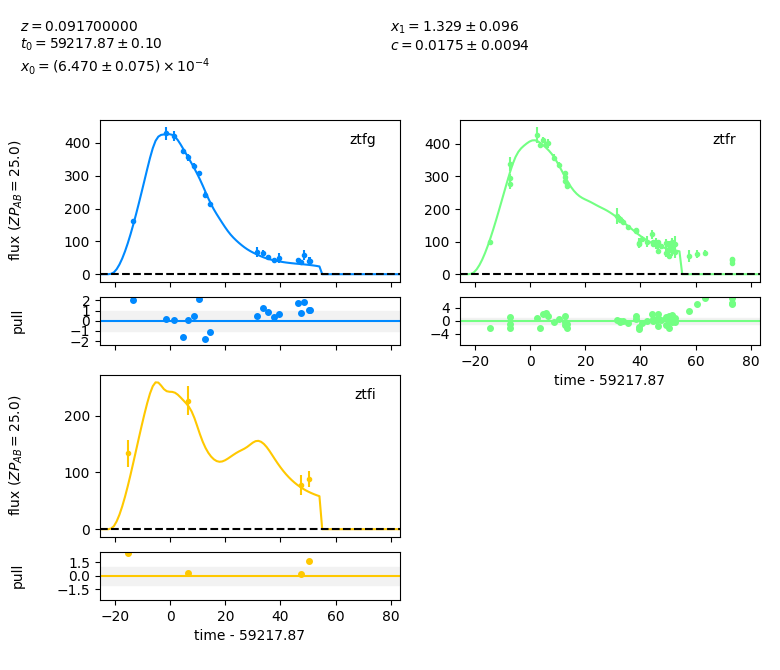 z = 0.091700000
t₀ = 59217.87 ± 0.10
x₀ = (6.470 ± 0.075) × 10⁻⁴
x₁ = 1.329 ± 0.096
c = 0.0175 ± 0.0094
flux (ZP_AB = 25.0)
400
300
200
100
0
ztfg
400
300
200
100
0
ztfr
pull
2
1
0
−1
−2
4
0
−4
−20
0
20
40
60
80
time - 59217.87
flux (ZP_AB = 25.0)
200
100
0
ztfi
pull
1.5
0.0
−1.5
−20
0
20
40
60
80
time - 59217.87